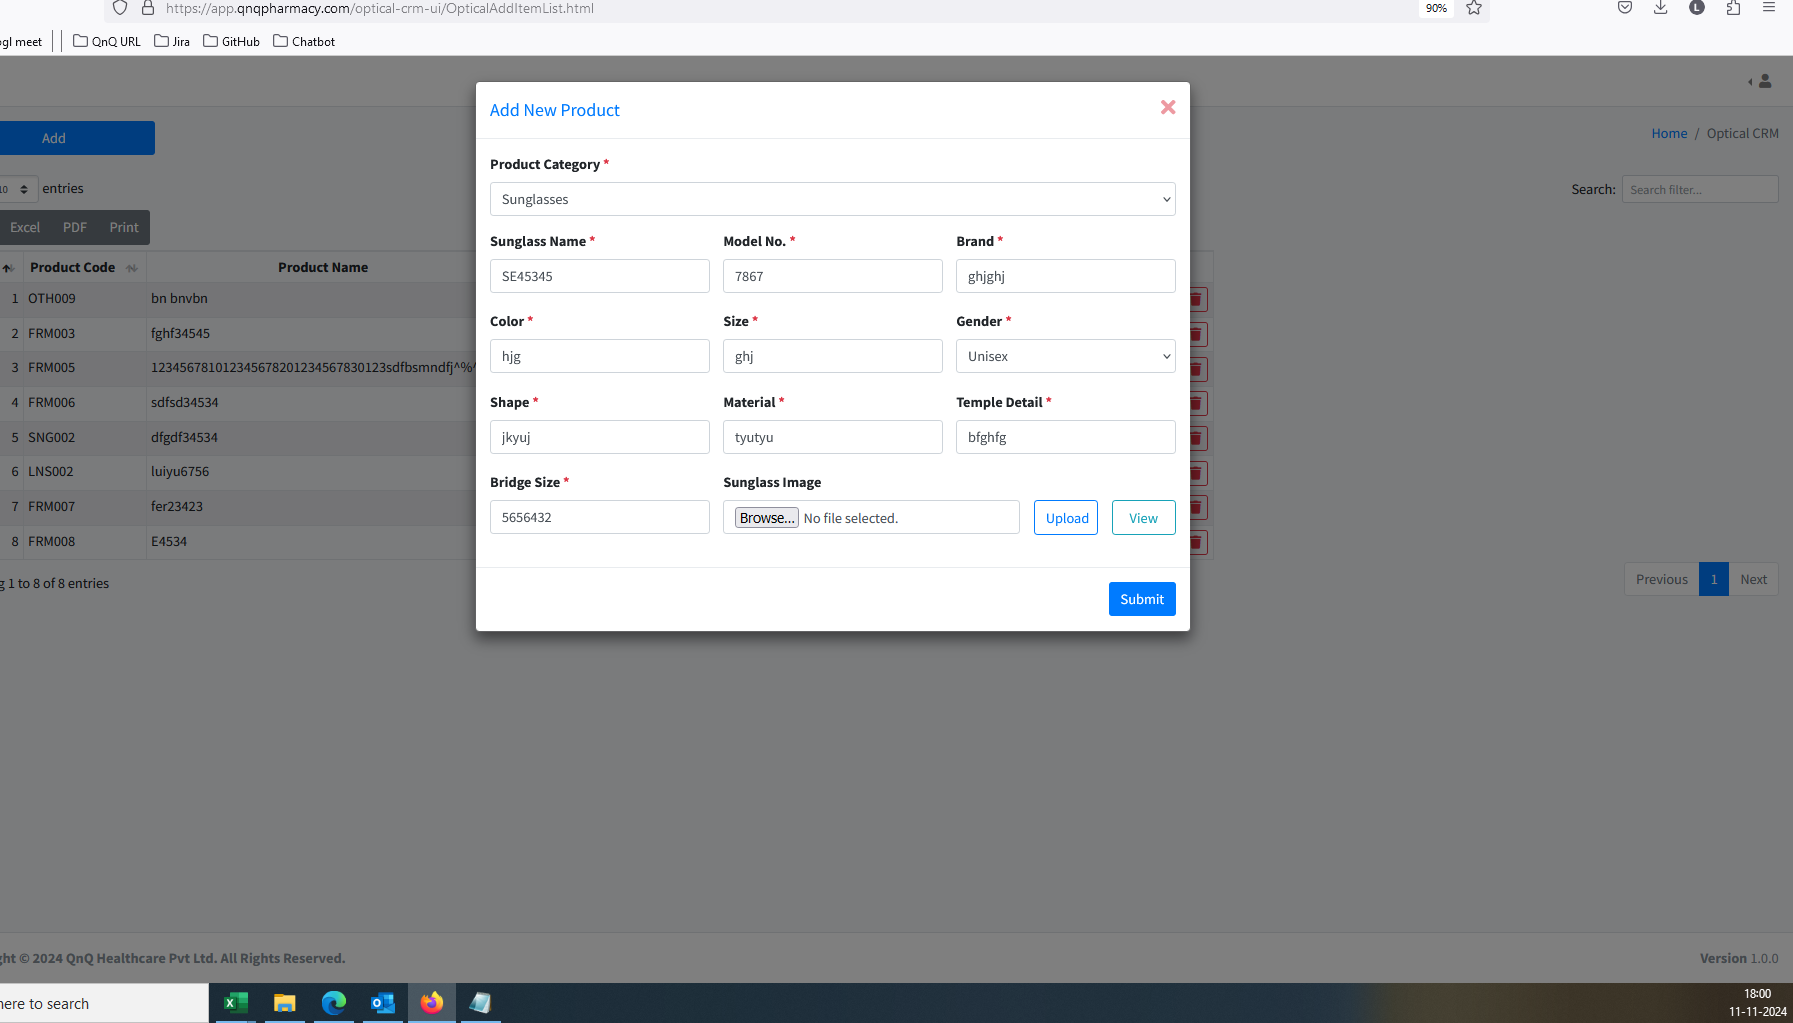 https://app.qnqpharmacy.com/optical-crm-ui/OpticalAddItemList.html
90%
L
ogl meet
QnQ URL
Jira
GitHub
Chatbot
Add New Product
Add
Home / Optical CRM
Product Category *
Sunglasses
10 entries
Search: Search filter...
Excel PDF Print
Sunglass Name * Model No. * Brand *
SE45345 7867 ghjghj
Product Code Product Name
1 OTH009 bn bnvbn
2 FRM003 fghf34545
3 FRM005 12345678101234567820123456783012​3sdfbsmndfj^%^
4 FRM006 sdfsd34534
5 SNG002 dfgdf34534
6 LNS002 luiyu6756
7 FRM007 fer23423
8 FRM008 E4534
Color * Size * Gender *
hjg ghj Unisex
Shape * Material * Temple Detail *
jkyuj tyutyu bfghfg
Bridge Size * Sunglass Image
5656432 Browse... No file selected. Upload View
g 1 to 8 of 8 entries
Previous 1 Next
Submit
ght © 2024 QnQ Healthcare Pvt Ltd. All Rights Reserved.
Version 1.0.0
here to search
18:00
11-11-2024